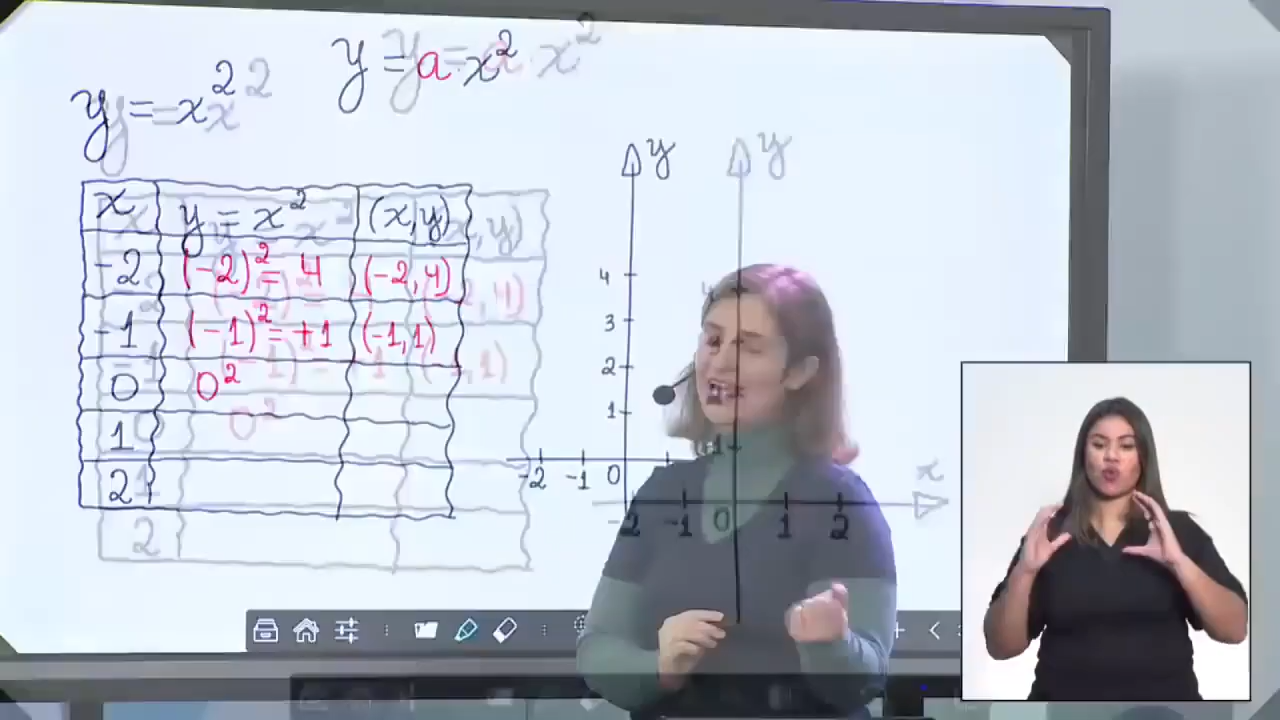 y = x²
y = a · x²
x y = x² (x,y)
-2 (-2)² = 4 (-2,4)
-1 (-1)² = +1 (-1,1)
0 0²
1
2
y
4
3
2
1
-2 -1 0
y
x
1
-2 -1 0 1 2